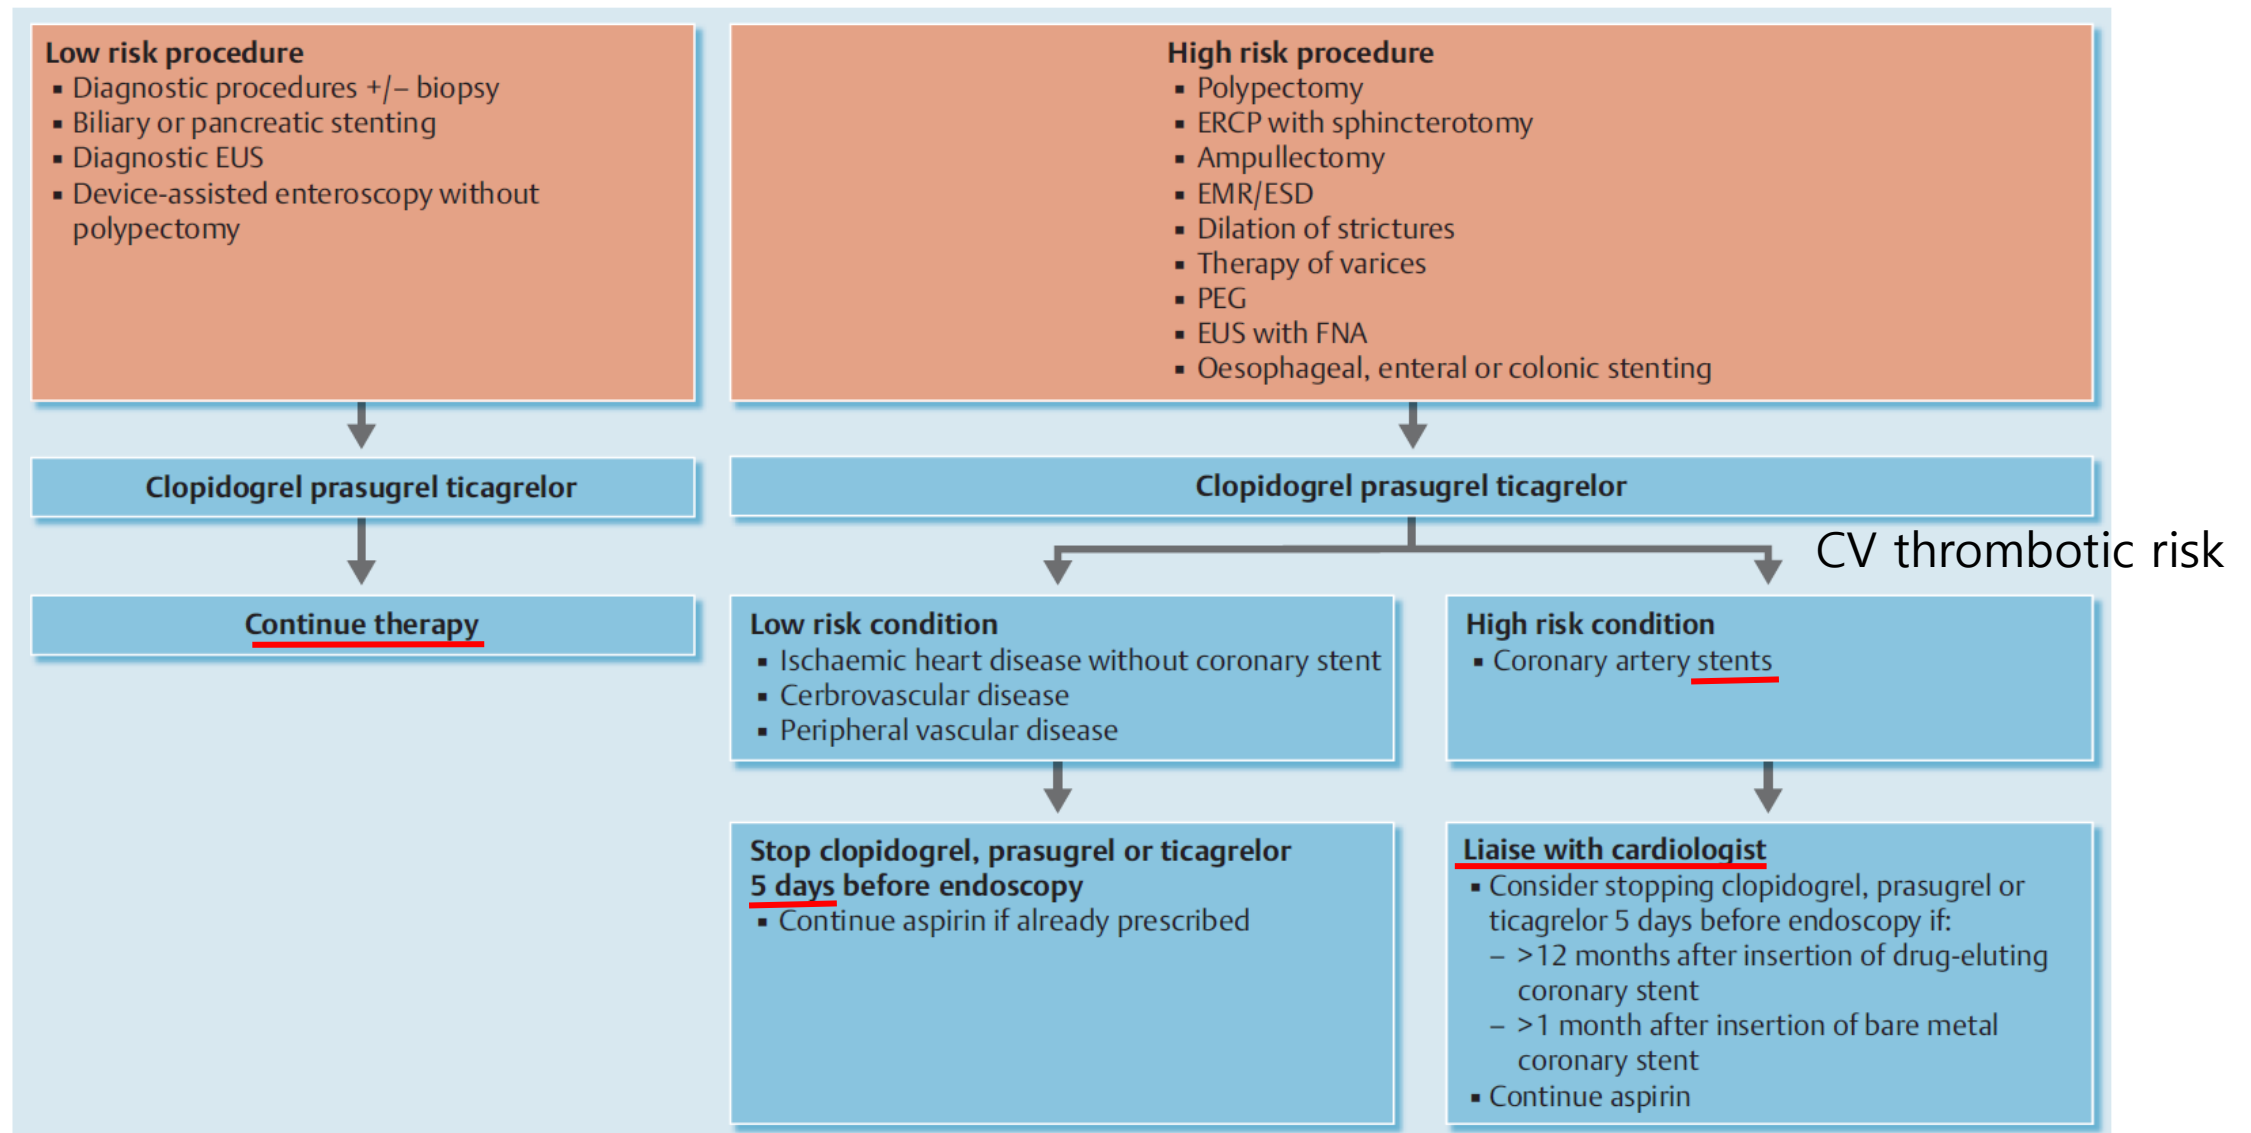 Low risk procedure
▪ Diagnostic procedures +/– biopsy
▪ Biliary or pancreatic stenting
▪ Diagnostic EUS
▪ Device-assisted enteroscopy without
polypectomy
High risk procedure
▪ Polypectomy
▪ ERCP with sphincterotomy
▪ Ampullectomy
▪ EMR/ESD
▪ Dilation of strictures
▪ Therapy of varices
▪ PEG
▪ EUS with FNA
▪ Oesophageal, enteral or colonic stenting
Clopidogrel prasugrel ticagrelor
Clopidogrel prasugrel ticagrelor
CV thrombotic risk
Continue therapy
Low risk condition
▪ Ischaemic heart disease without coronary stent
▪ Cerbrovascular disease
▪ Peripheral vascular disease
High risk condition
▪ Coronary artery stents
Stop clopidogrel, prasugrel or ticagrelor
5 days before endoscopy
▪ Continue aspirin if already prescribed
Liaise with cardiologist
▪ Consider stopping clopidogrel, prasugrel or
ticagrelor 5 days before endoscopy if:
– >12 months after insertion of drug-eluting
coronary stent
– >1 month after insertion of bare metal
coronary stent
▪ Continue aspirin